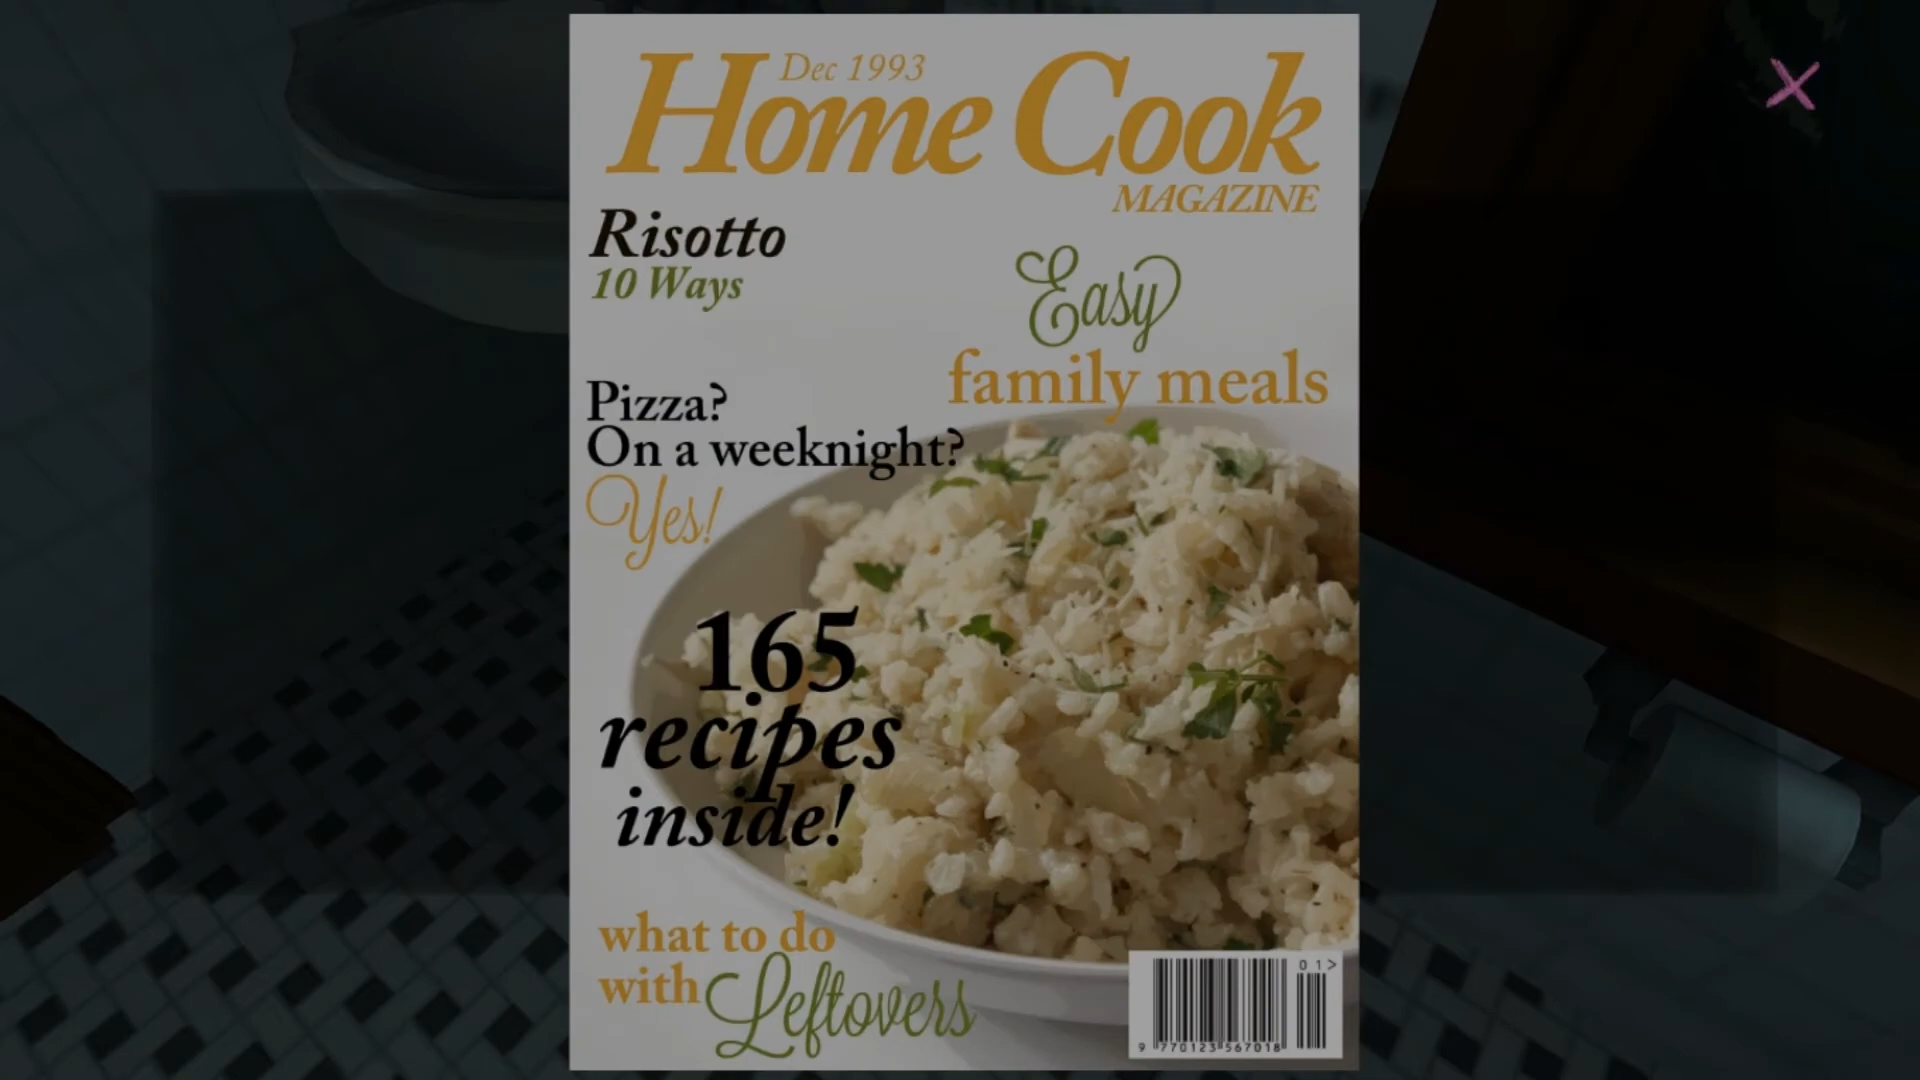 Dec 1993
Home Cook
MAGAZINE
Risotto
10 Ways
Easy
family meals
Pizza?
On a weeknight?
Yes!
165
recipes
inside!
what to do
with Leftovers
01>
9 770123 567018